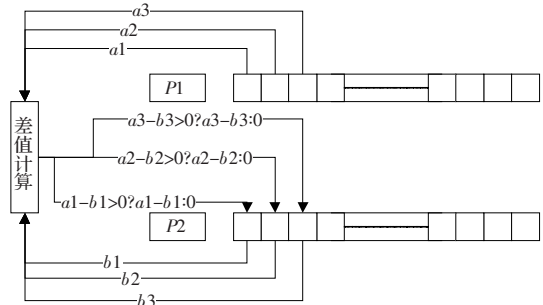 a3
a2
a1
P1
差值计算
a3−b3>0?a3−b3:0
a2−b2>0?a2−b2:0
a1−b1>0?a1−b1:0
P2
b1
b2
b3